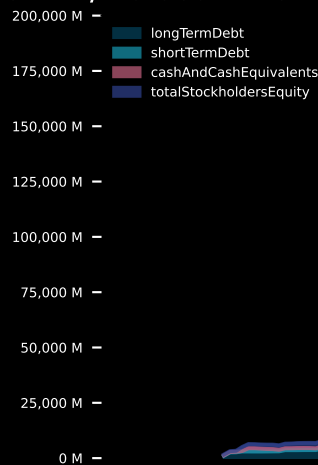 200,000 M
longTermDebt
shortTermDebt
175,000 M
cashAndCashEquivalents
totalStockholdersEquity
150,000 M
125,000 M
100,000 M
75,000 M
50,000 M
25,000 M
0 M